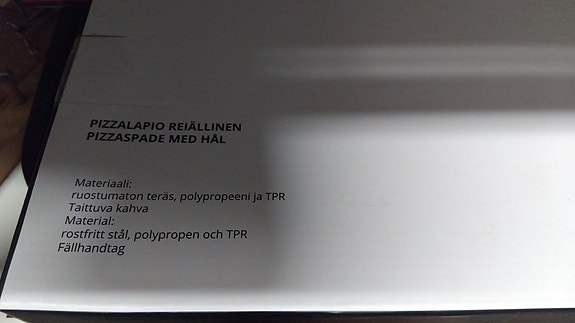 PIZZALAPIO REIÄLLINEN
PIZZASPADE MED HÅL
Materiaali:
ruostumaton teräs, polypropeeni ja TPR
Taittuva kahva
Material:
rostfritt stål, polypropen och TPR
Fällhandtag